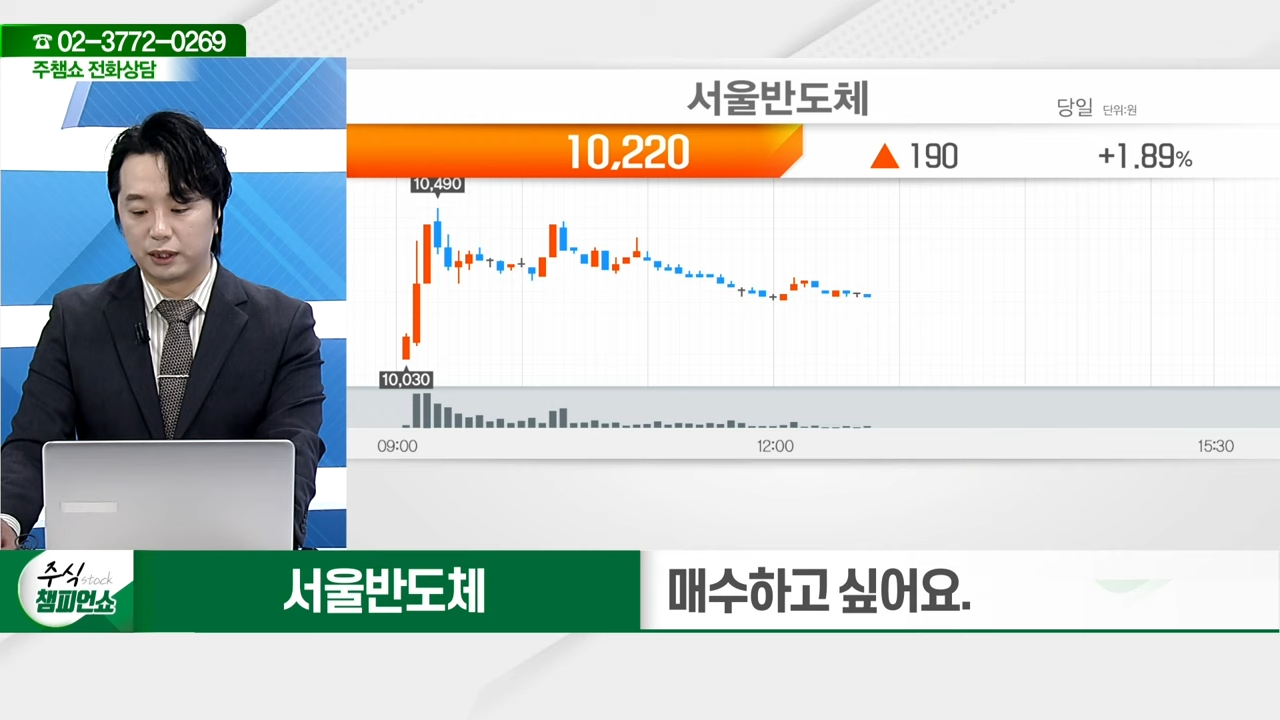 ☎ 02-3772-0269
주챔쇼 전화상담
서울반도체
당일 단위:원
10,220 ▲ 190 +1.89%
10,490
10,030
09:00 12:00 15:30
주식 stock
챔피언쇼
서울반도체 매수하고 싶어요.